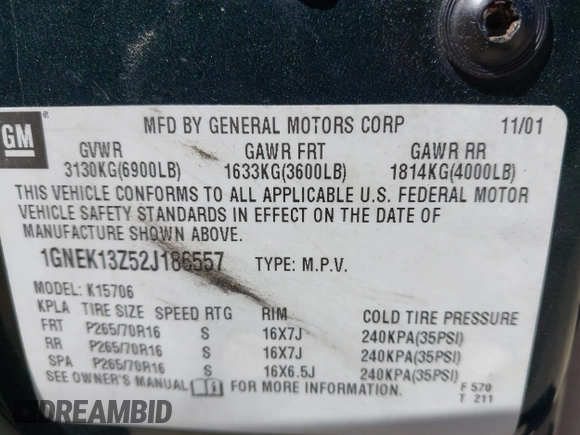 GM
MFD BY GENERAL MOTORS CORP 11/01
GVWR GAWR FRT GAWR RR
3130KG(6900LB) 1633KG(3600LB) 1814KG(4000LB)
THIS VEHICLE CONFORMS TO ALL APPLICABLE U.S. FEDERAL MOTOR
VEHICLE SAFETY STANDARDS IN EFFECT ON THE DATE OF
MANUFACTURE SHOWN ABOVE.
1GNEK13Z52J186557 TYPE: M.P.V.
MODEL: K15706
KPLA TIRE SIZE SPEED RTG RIM COLD TIRE PRESSURE
FRT P265/70R16 S 16X7J 240KPA(35PSI)
RR P265/70R16 S 16X7J 240KPA(35PSI)
SPA P265/70R16 S 16X6.5J 240KPA(35PSI)
SEE OWNER'S MANUAL FOR MORE INFORMATION.
F 570
T 211
DREAMBID